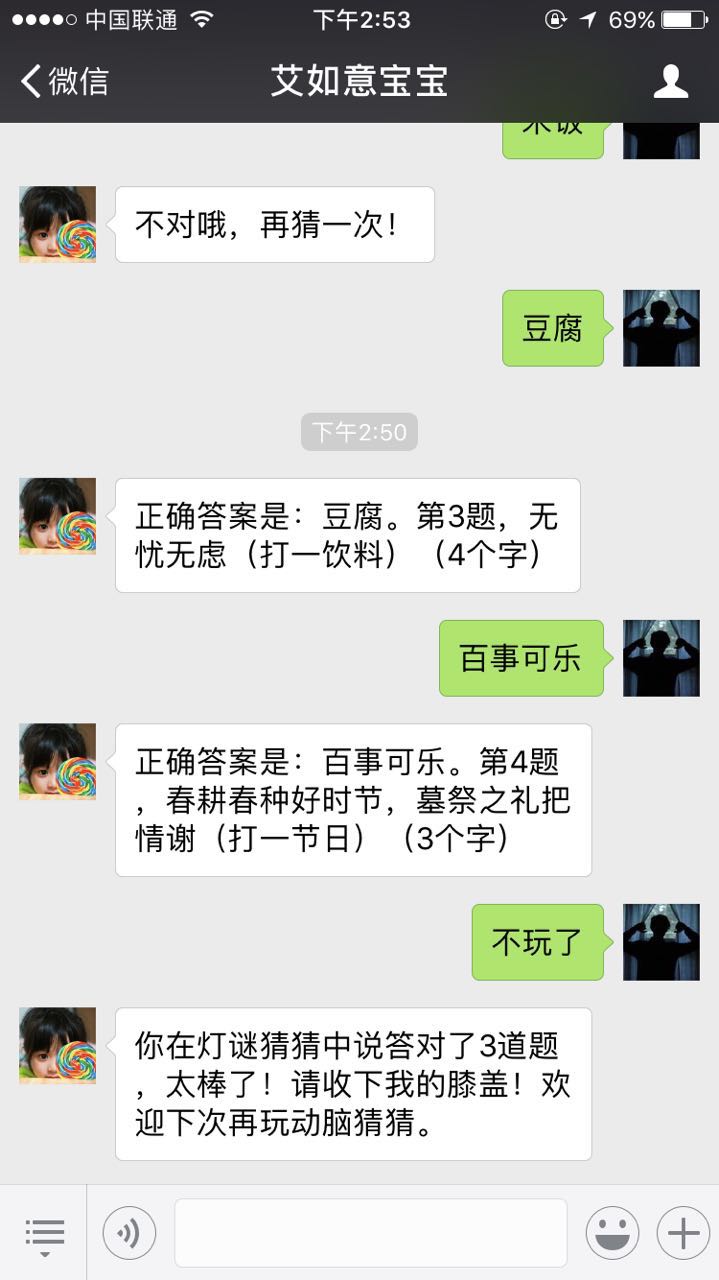 中国联通 下午2:53 69%
微信 艾如意宝宝
不对哦，再猜一次！
豆腐
下午2:50
正确答案是：豆腐。第3题，无
忧无虑（打一饮料）（4个字）
百事可乐
正确答案是：百事可乐。第4题
，春耕春种好时节，墓祭之礼把
情谢（打一节日）（3个字）
不玩了
你在灯谜猜猜中说答对了3道题
，太棒了！请收下我的膝盖！欢
迎下次再玩动脑猜猜。